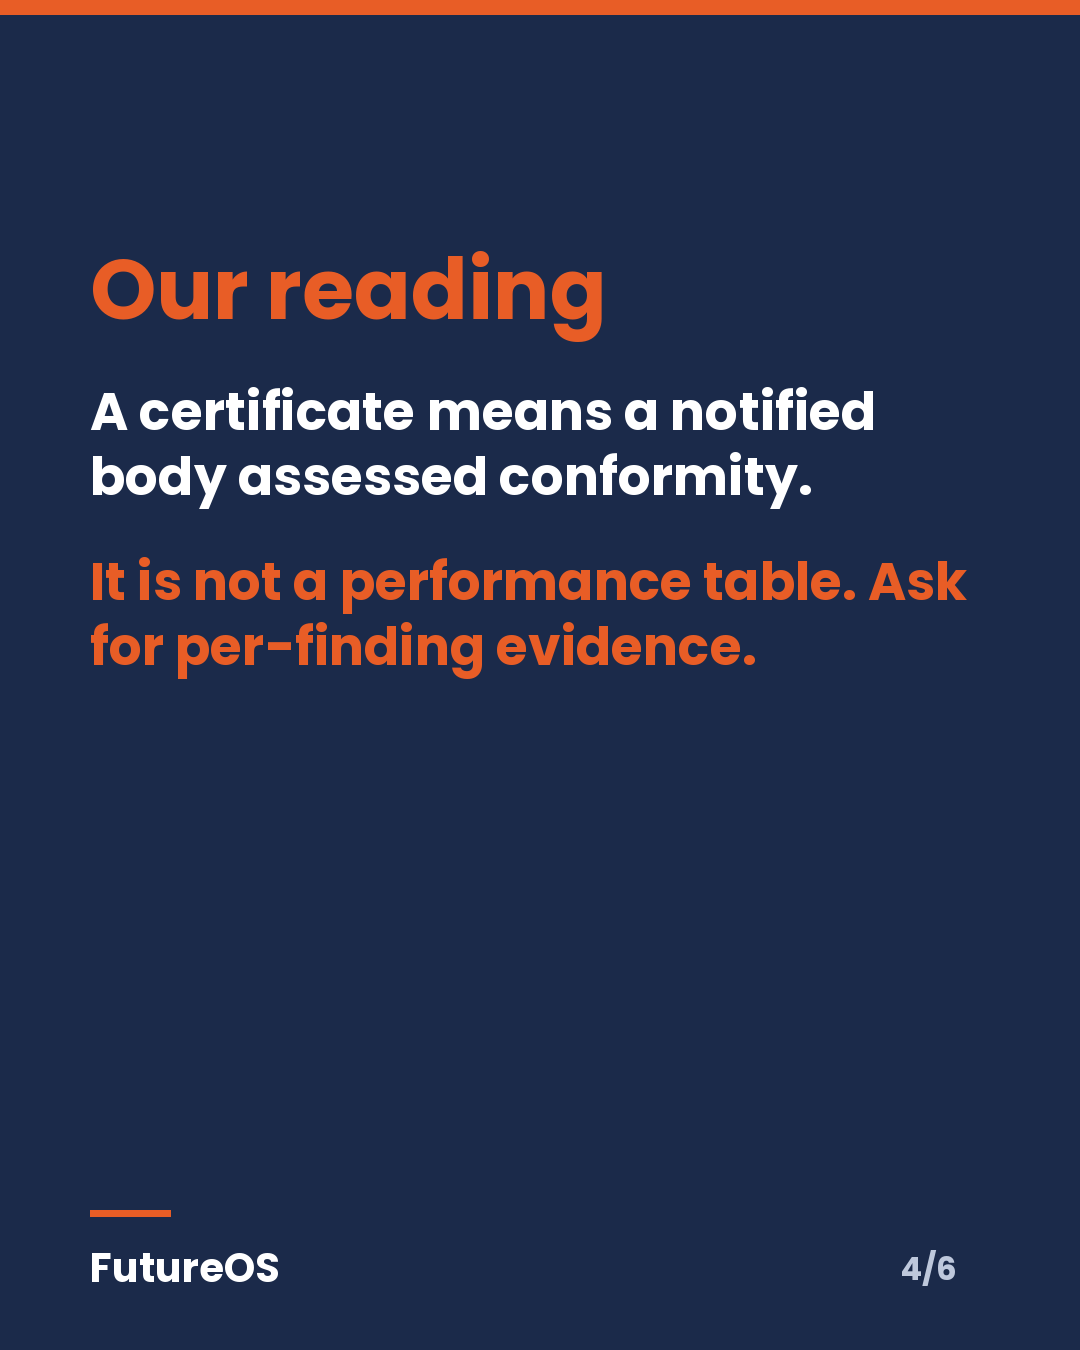 Our reading
A certificate means a notified
body assessed conformity.
It is not a performance table. Ask
for per-finding evidence.
FutureOS
4/6